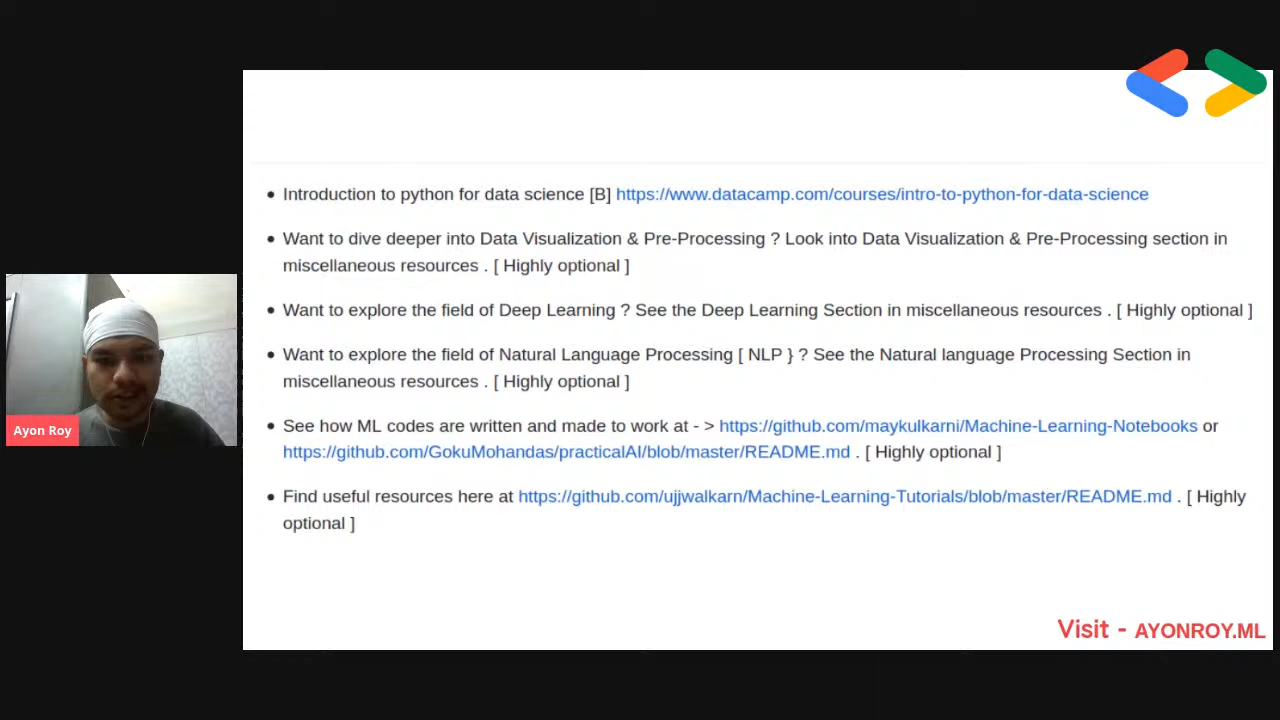 Introduction to python for data science [B] https://www.datacamp.com/courses/intro-to-python-for-data-science
Want to dive deeper into Data Visualization & Pre-Processing ? Look into Data Visualization & Pre-Processing section in
miscellaneous resources . [ Highly optional ]
Want to explore the field of Deep Learning ? See the Deep Learning Section in miscellaneous resources . [ Highly optional ]
Want to explore the field of Natural Language Processing [ NLP } ? See the Natural language Processing Section in
miscellaneous resources . [ Highly optional ]
See how ML codes are written and made to work at - > https://github.com/maykulkarni/Machine-Learning-Notebooks or
https://github.com/GokuMohandas/practicalAI/blob/master/README.md . [ Highly optional ]
Find useful resources here at https://github.com/ujjwalkarn/Machine-Learning-Tutorials/blob/master/README.md . [ Highly
optional ]
Ayon Roy
Visit - AYONROY.ML